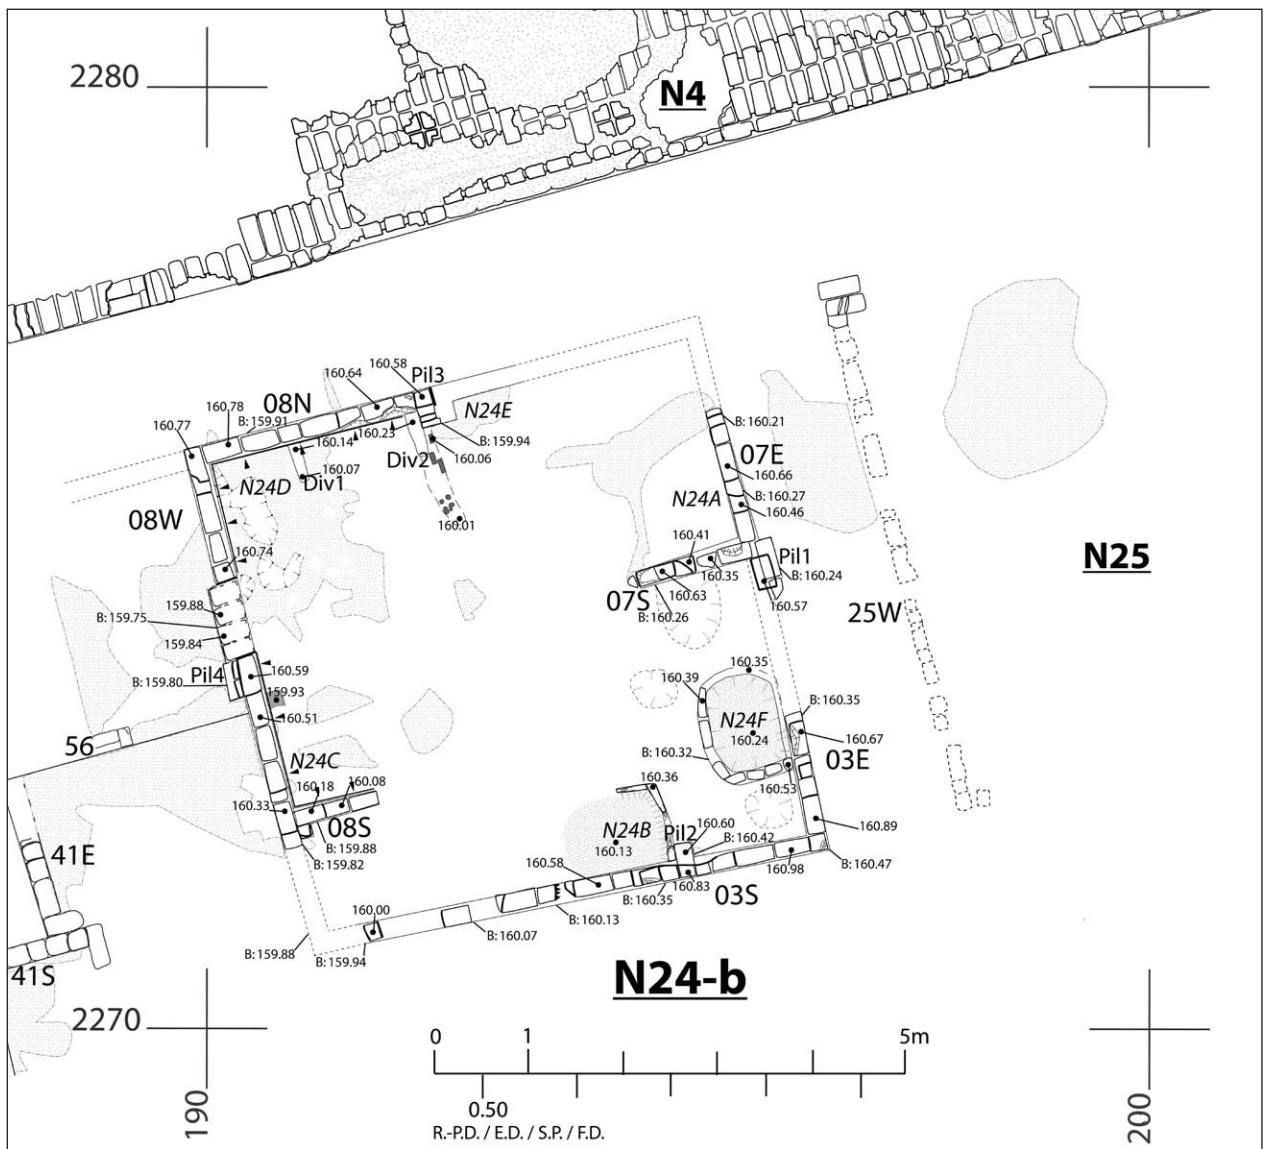 2280
N4
160.58
Pil3
160.64
08N
N24E
160.78
B: 159.91
160.77
160.14
160.23
B: 159.94
B: 160.21
07E
Div2
160.06
160.07
Div1
N24D
160.66
N24A
B: 160.27
160.46
08W
160.01
160.41
160.74
160.35
Pil1
N25
B: 160.24
160.63
07S
B: 160.26
160.57
159.88
B: 159.75
25W
159.84
Pil4
160.59
B: 159.80
160.35
160.39
159.93
160.51
N24F
B: 160.35
160.24
160.67
56
B: 160.32
03E
N24C
160.53
160.36
160.18
160.08
160.33
160.89
08S
N24B
Pil2
160.60
B: 159.88
160.13
B: 160.42
41E
B: 159.82
160.58
160.98
B: 160.47
160.83
03S
B: 160.35
160.00
B: 160.13
B: 160.07
B: 159.88
B: 159.94
41S
N24-b
2270
0
1
5m
0.50
R.-P.D. / E.D. / S.P. / F.D.
190
200